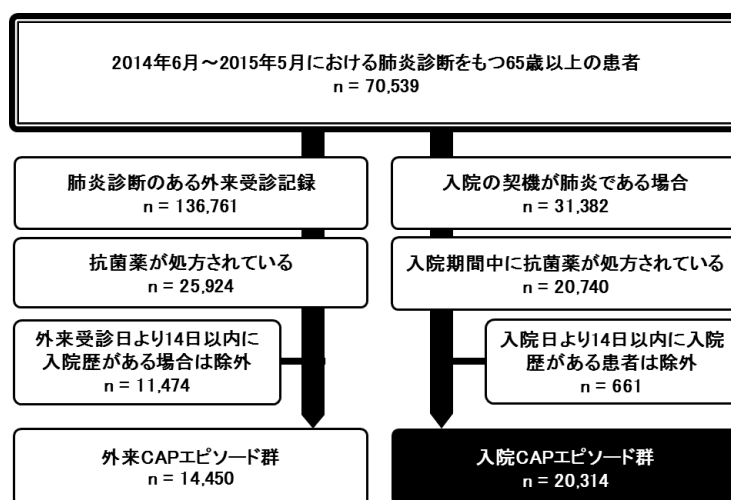 2014年6月～2015年5月における肺炎診断をもつ65歳以上の患者
n = 70,539
肺炎診断のある外来受診記録
n = 136,761
入院の契機が肺炎である場合
n = 31,382
抗菌薬が処方されている
n = 25,924
入院期間中に抗菌薬が処方されている
n = 20,740
外来受診日より14日以内に
入院歴がある場合は除外
n = 11,474
入院日より14日以内に入院
歴がある患者は除外
n = 661
外来CAPエピソード群
n = 14,450
入院CAPエピソード群
n = 20,314